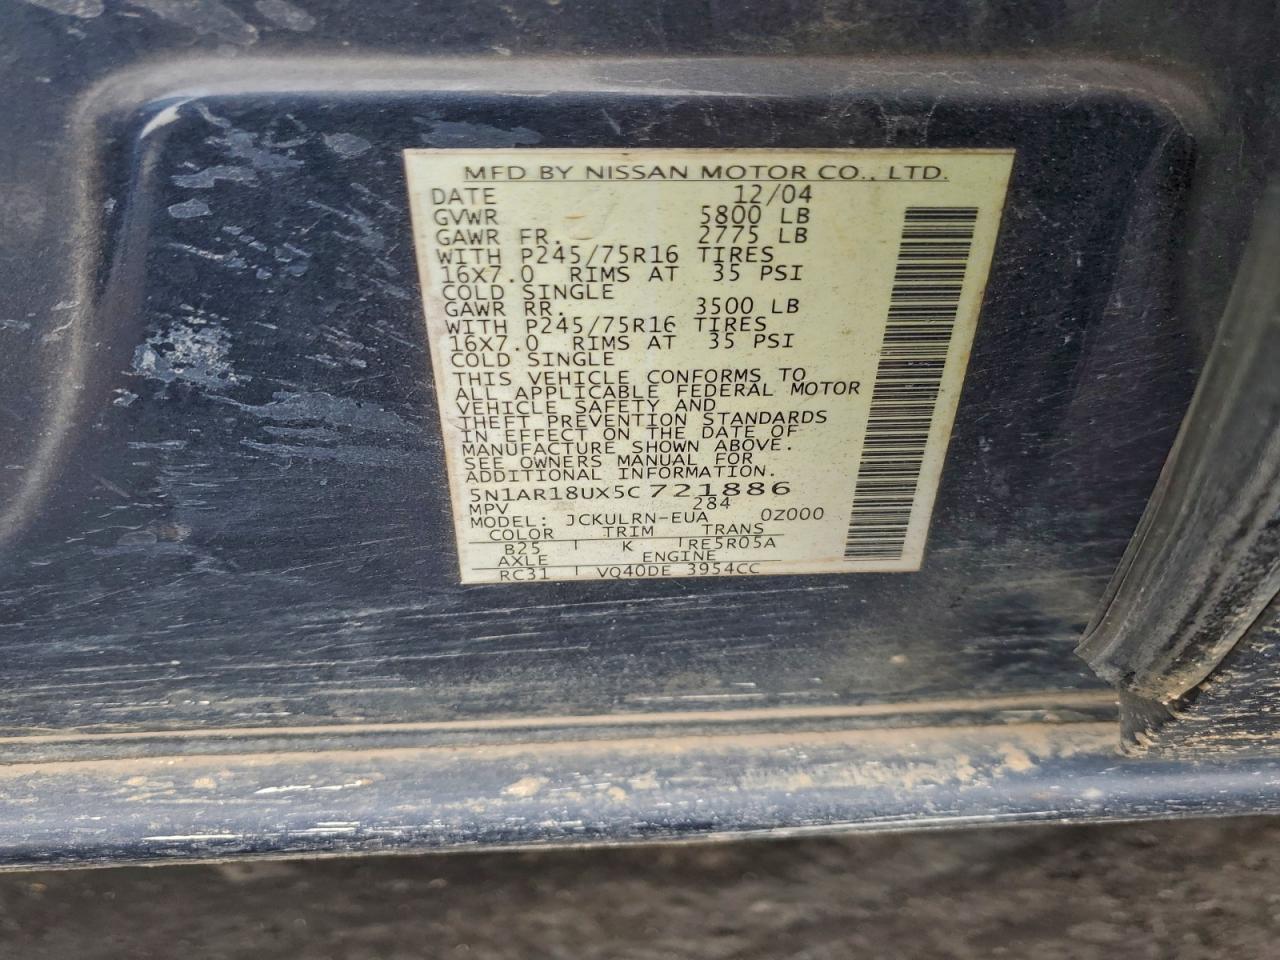 MFD BY NISSAN MOTOR CO., LTD.
DATE 12/04
GVWR 5800 LB
GAWR FR. 2775 LB
WITH P245/75R16 TIRES
16X7.0 RIMS AT 35 PSI
COLD SINGLE
GAWR RR. 3500 LB
WITH P245/75R16 TIRES
16X7.0 RIMS AT 35 PSI
COLD SINGLE
THIS VEHICLE CONFORMS TO
ALL APPLICABLE FEDERAL MOTOR
VEHICLE SAFETY AND
THEFT PREVENTION STANDARDS
IN EFFECT ON THE DATE OF
MANUFACTURE SHOWN ABOVE.
SEE OWNERS MANUAL FOR
ADDITIONAL INFORMATION.
5N1AR18UX5C721886
MPV 284
MODEL: JCKULRN-EUA 0Z000
COLOR TRIM TRANS
B25 K RE5R05A
AXLE ENGINE
RC31 VQ40DE 3954CC